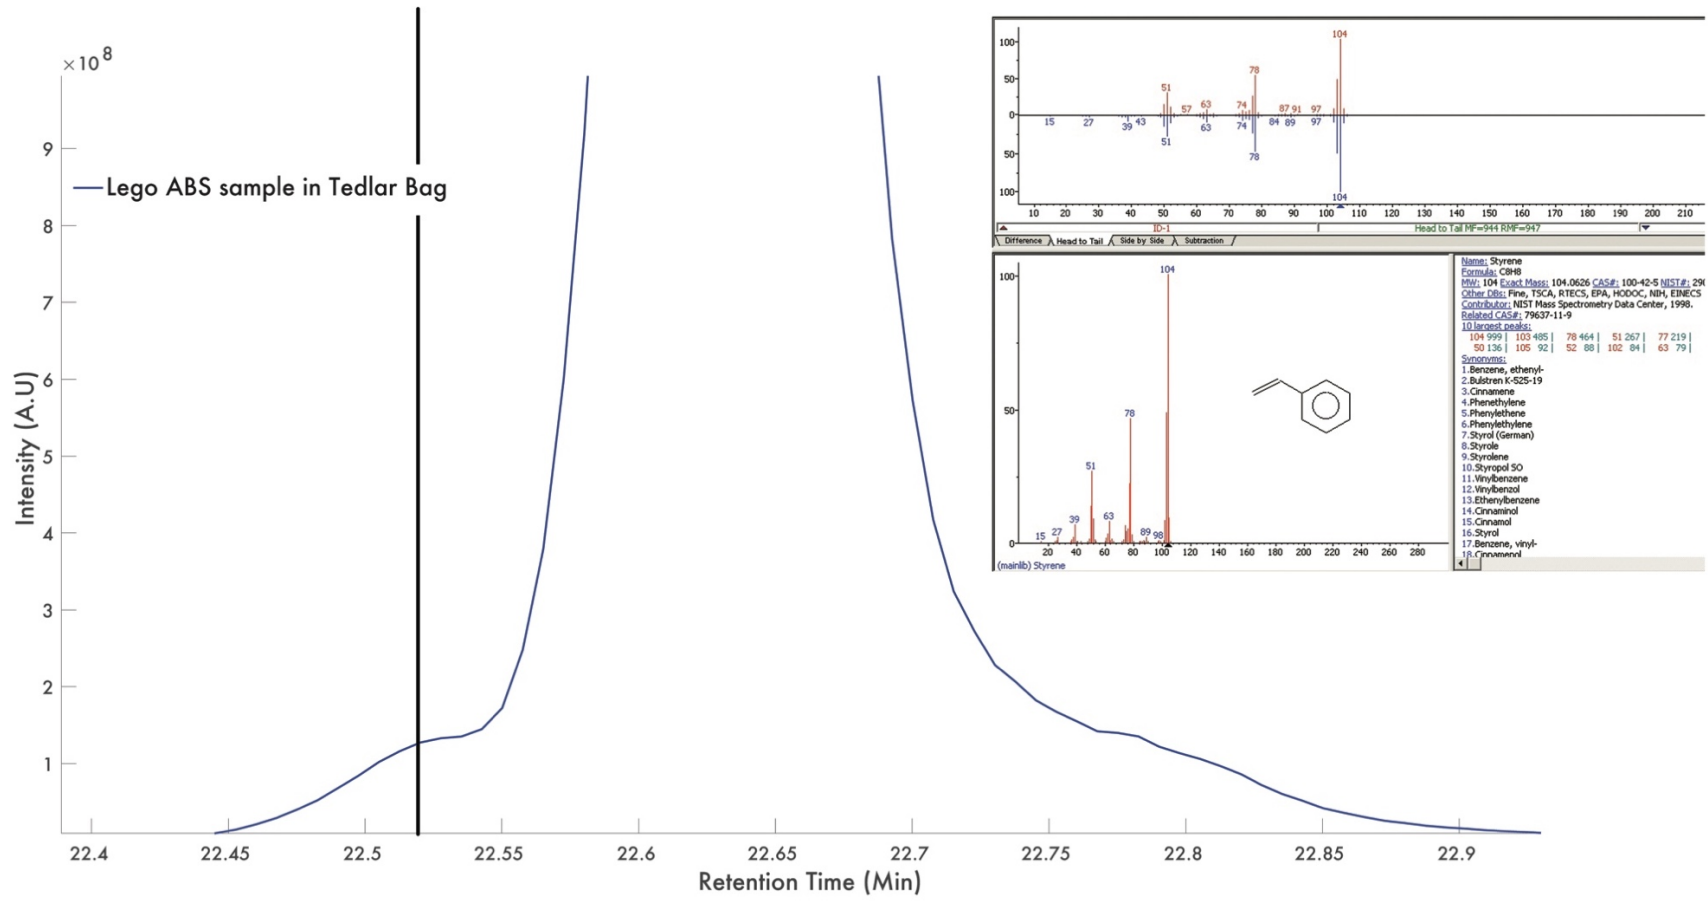 ×10 8
9
8
7
6
5
4
3
2
1
Intensity (A.U)
Lego ABS sample in Tedlar Bag
22.4 22.45 22.5 22.55 22.6 22.65 22.7 22.75 22.8 22.85 22.9
Retention Time (Min)
100
50
0
50
100
104
78
51 57 63 74 87 91 97
15 27 39 43 51 63 74 78 84 89 97 104
10 20 30 40 50 60 70 80 90 100 110 120 130 140 150 160 170 180 190 200 210
ID-1 Head to Tail MF=944 RMF=947
Difference Head to Tail Side by Side Subtraction
100
50
0
104
78
51
15 27 39 63 89 98
20 40 60 80 100 120 140 160 180 200 220 240 260 280
(mainlib) Styrene
Name: Styrene
Formula: C8H8
MW: 104 Exact Mass: 104.0626 CAS#: 100-42-5 NIST#: 290
Other DBs: Fine, TSCA, RTECS, EPA, HODOC, NIH, EINECS
Contributor: NIST Mass Spectrometry Data Center, 1998.
Related CAS#: 79637-11-9
10 largest peaks:
104 999 | 103 485 | 78 464 | 51 267 | 77 219 |
50 136 | 105 92 | 52 88 | 102 84 | 63 79 |
Synonyms:
1.Benzene, ethenyl-
2.Bulstren K-525-19
3.Cinnamene
4.Phenethylene
5.Phenylethene
6.Phenylethylene
7.Styrol (German)
8.Styrole
9.Styrolene
10.Styropol SO
11.Vinylbenzene
12.Vinylbenzol
13.Ethenylbenzene
14.Cinnaminol
15.Cinnamol
16.Styrol
17.Benzene, vinyl-
18.Cinnamenol